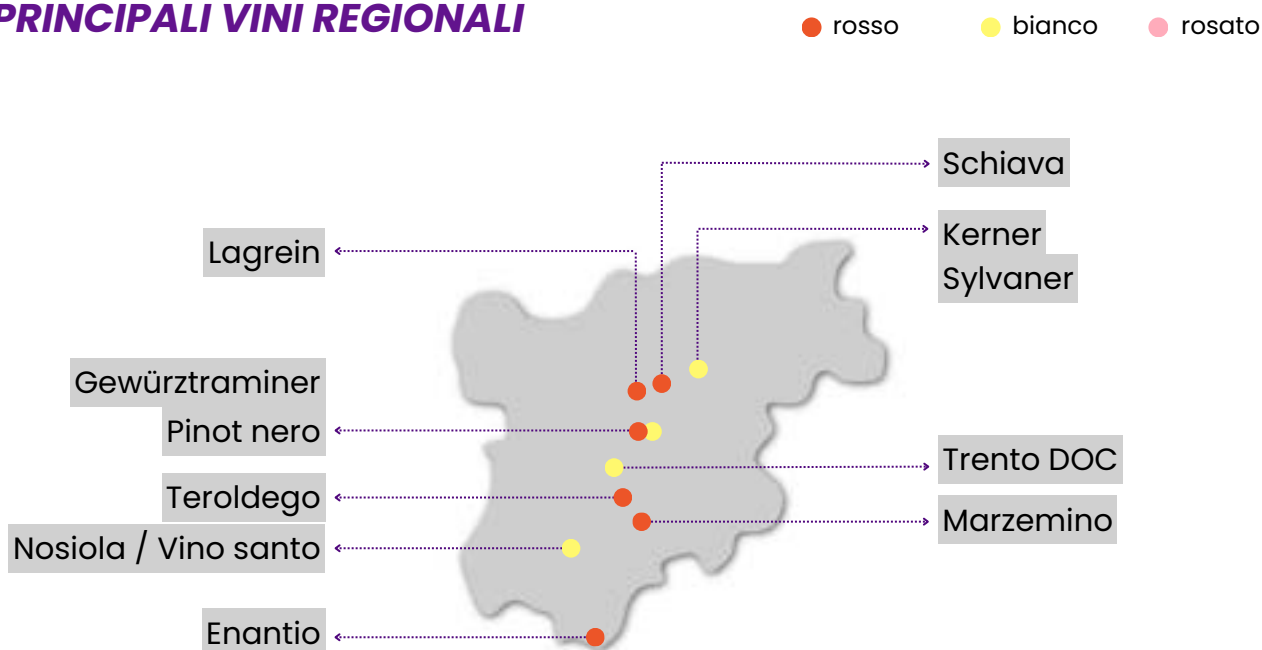 PRINCIPALI VINI REGIONALI
rosso
bianco
rosato
Schiava
Kerner
Sylvaner
Lagrein
Gewürztraminer
Pinot nero
Trento DOC
Teroldego
Marzemino
Nosiola / Vino santo
Enantio